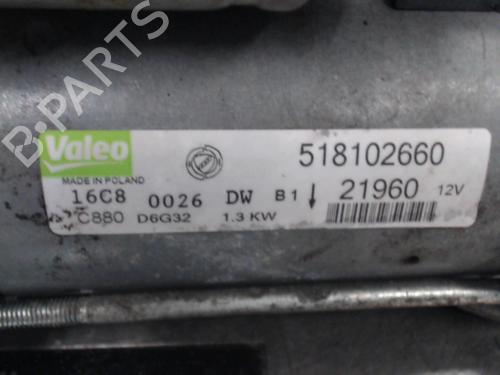 B-PARTS
Valeo
518102660
MADE IN POLAND
16C8 0026 DW B1 21960 12V
C880 D6G32 1.3 KW